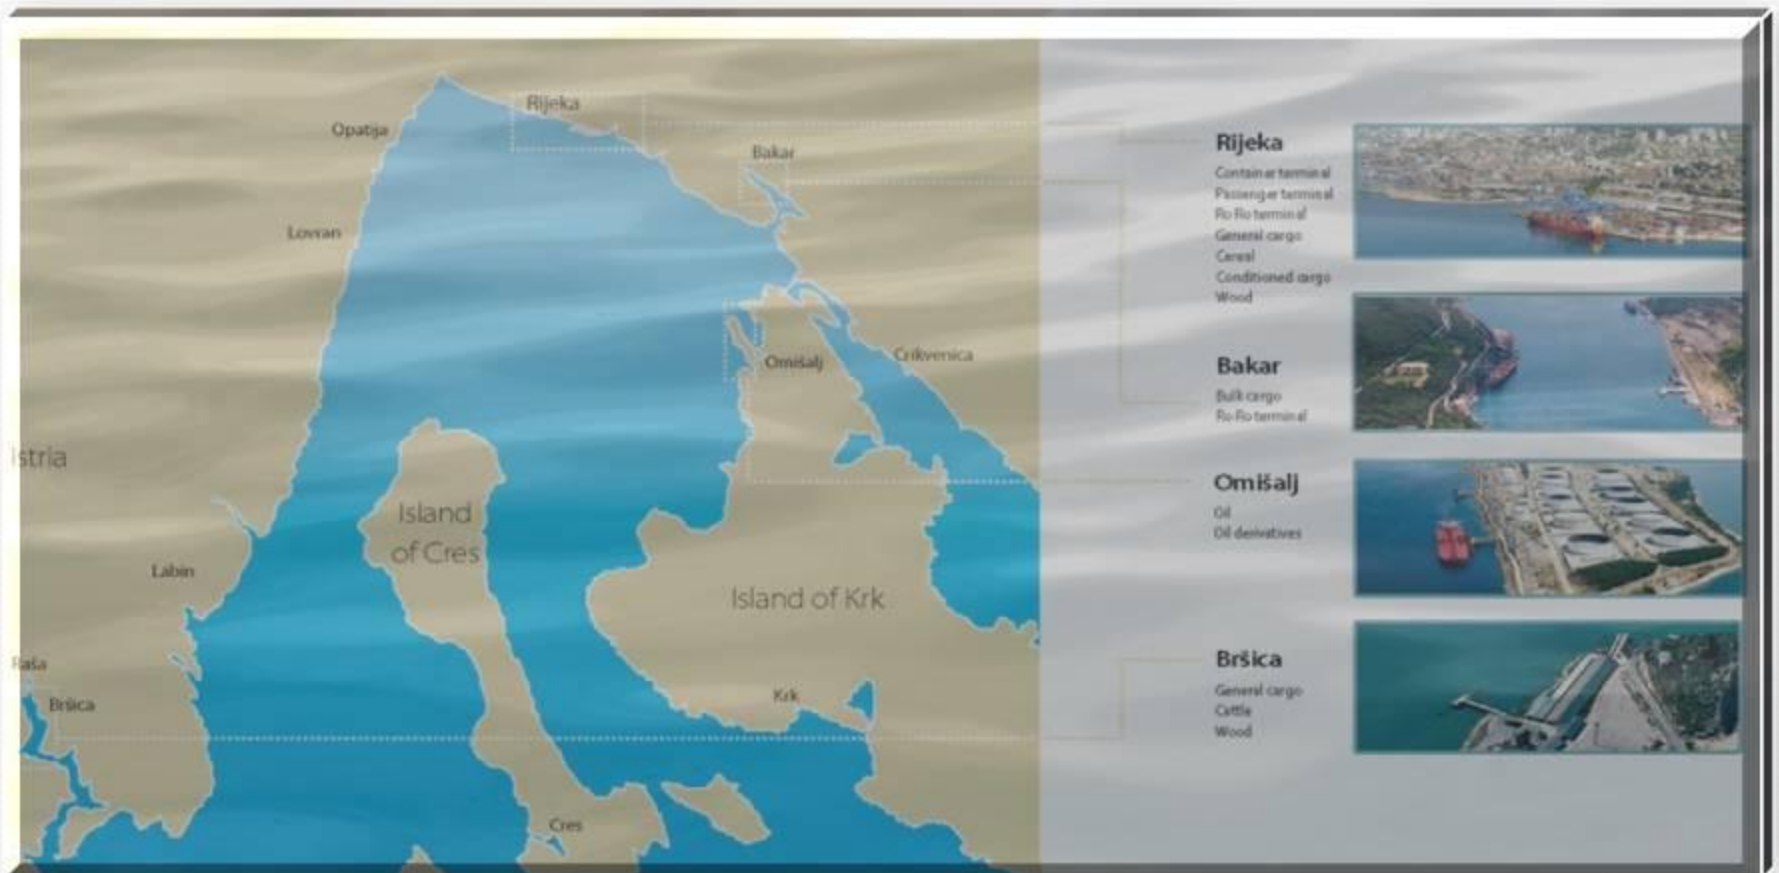 Rijeka
Opatija
Bakar
Lovran
Omišalj
Crikvenica
Istria
Island
of Cres
Labin
Island of Krk
Raša
Bršica
Krk
Cres
Rijeka
Container terminal
Passenger terminal
Ro-Ro terminal
General cargo
Cereal
Conditioned cargo
Wood
Bakar
Bulk cargo
Ro-Ro terminal
Omišalj
Oil
Oil derivatives
Bršica
General cargo
Cattle
Wood